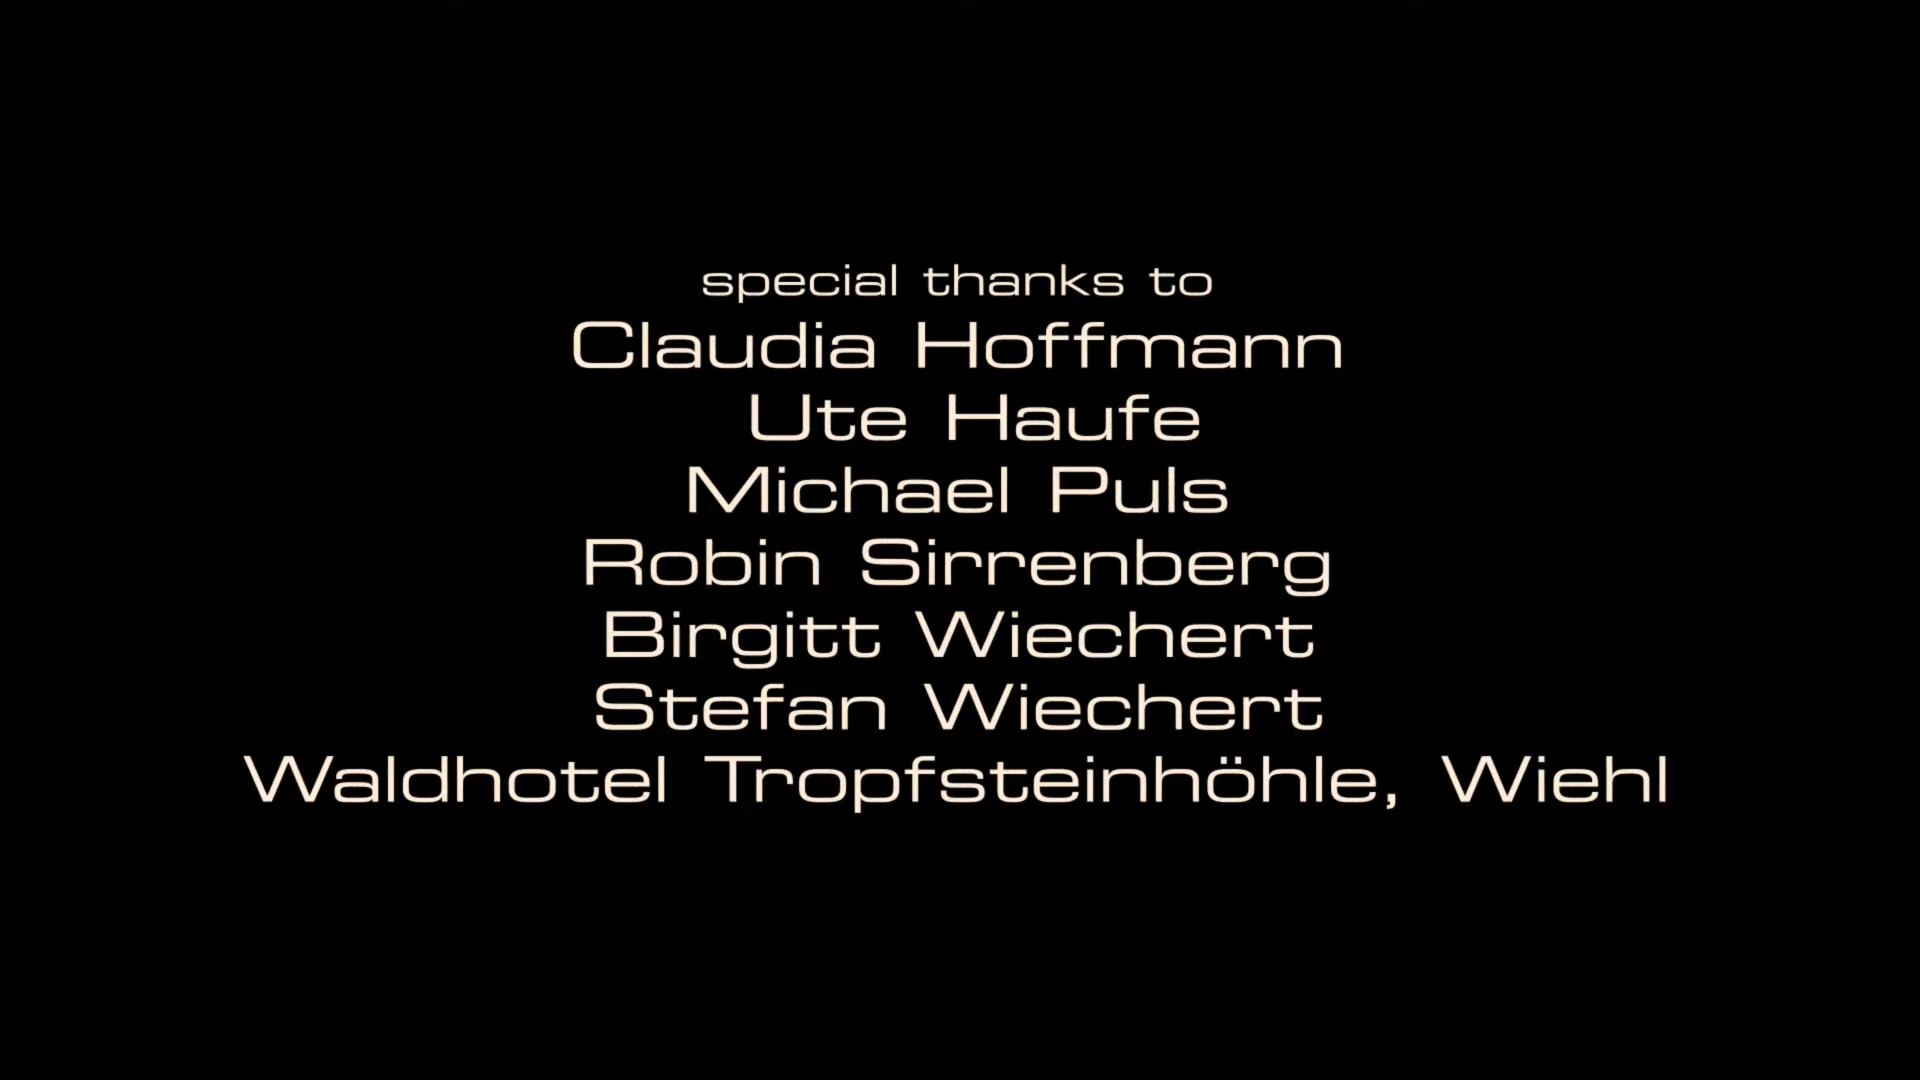 special thanks to
Claudia Hoffmann
Ute Haufe
Michael Puls
Robin Sirrenberg
Birgitt Wiechert
Stefan Wiechert
Waldhotel Tropfsteinhöhle, Wiehl